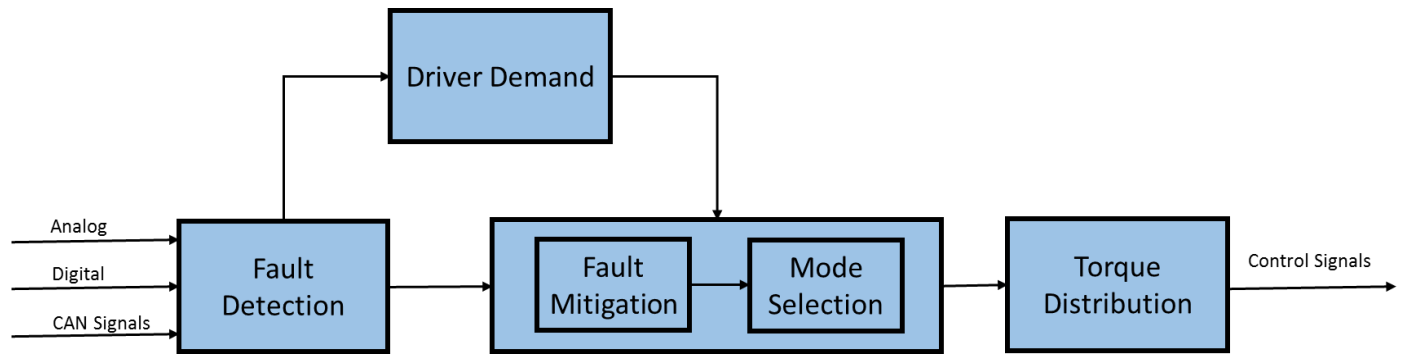 Driver Demand
Analog
Digital
CAN Signals
Fault
Detection
Fault
Mitigation
Mode
Selection
Torque
Distribution
Control Signals